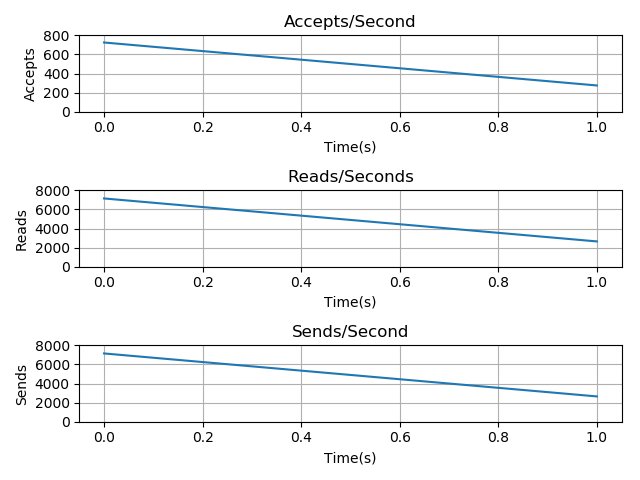 Accepts/Second
800
600
400
200
0
Accepts
0.0 0.2 0.4 0.6 0.8 1.0
Time(s)
Reads/Seconds
8000
6000
4000
2000
0
Reads
0.0 0.2 0.4 0.6 0.8 1.0
Time(s)
Sends/Second
8000
6000
4000
2000
0
Sends
0.0 0.2 0.4 0.6 0.8 1.0
Time(s)